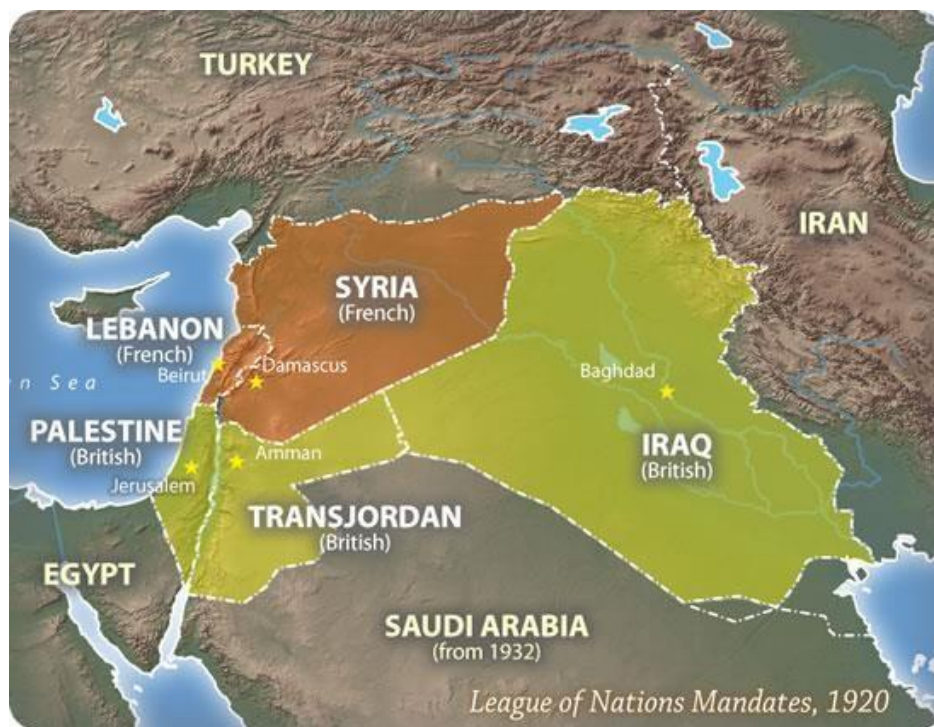 TURKEY
IRAN
SYRIA
(French)
LEBANON
(French)
Beirut
Damascus
en Sea
Baghdad
PALESTINE
(British)
Jerusalem
Amman
IRAQ
(British)
TRANSJORDAN
(British)
EGYPT
SAUDI ARABIA
(from 1932)
League of Nations Mandates, 1920